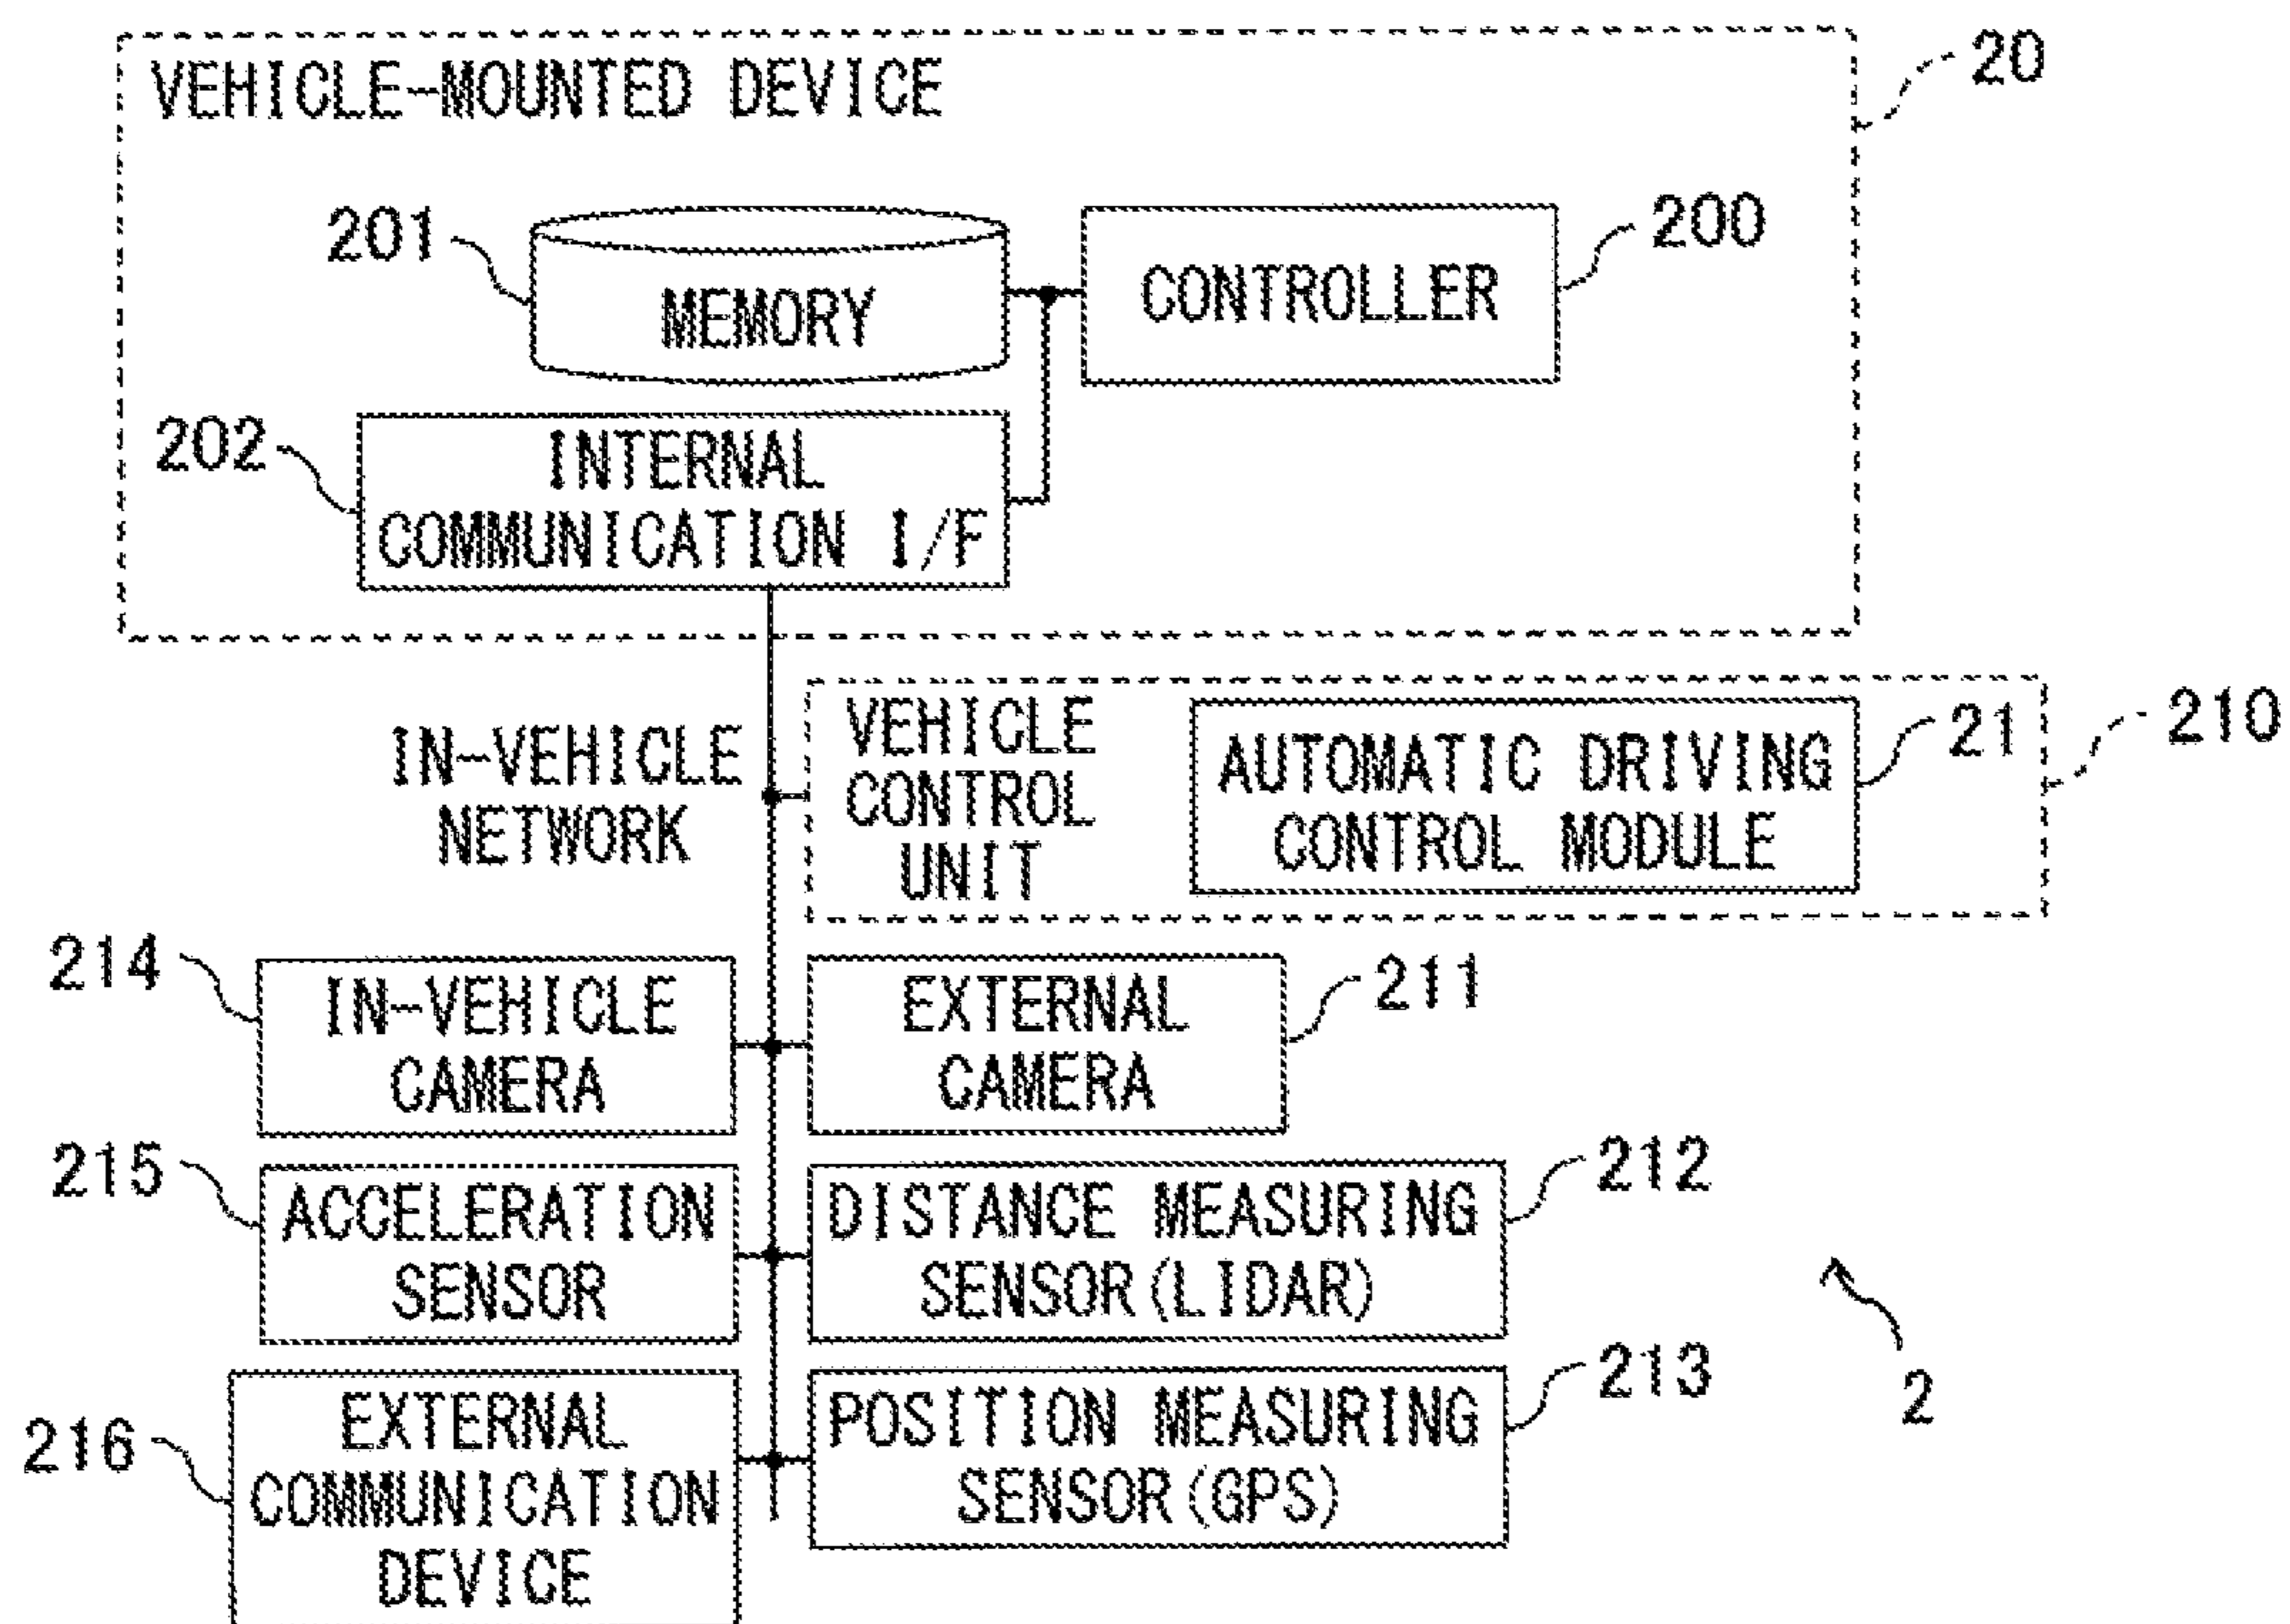 VEHICLE-MOUNTED DEVICE
20
201
MEMORY
CONTROLLER
200
202
INTERNAL
COMMUNICATION I/F
IN-VEHICLE
NETWORK
VEHICLE
CONTROL
UNIT
AUTOMATIC DRIVING
CONTROL MODULE
21
210
214
IN-VEHICLE
CAMERA
EXTERNAL
CAMERA
211
215
ACCELERATION
SENSOR
DISTANCE MEASURING
SENSOR(LIDAR)
212
216
EXTERNAL
COMMUNICATION
DEVICE
POSITION MEASURING
SENSOR(GPS)
213
2